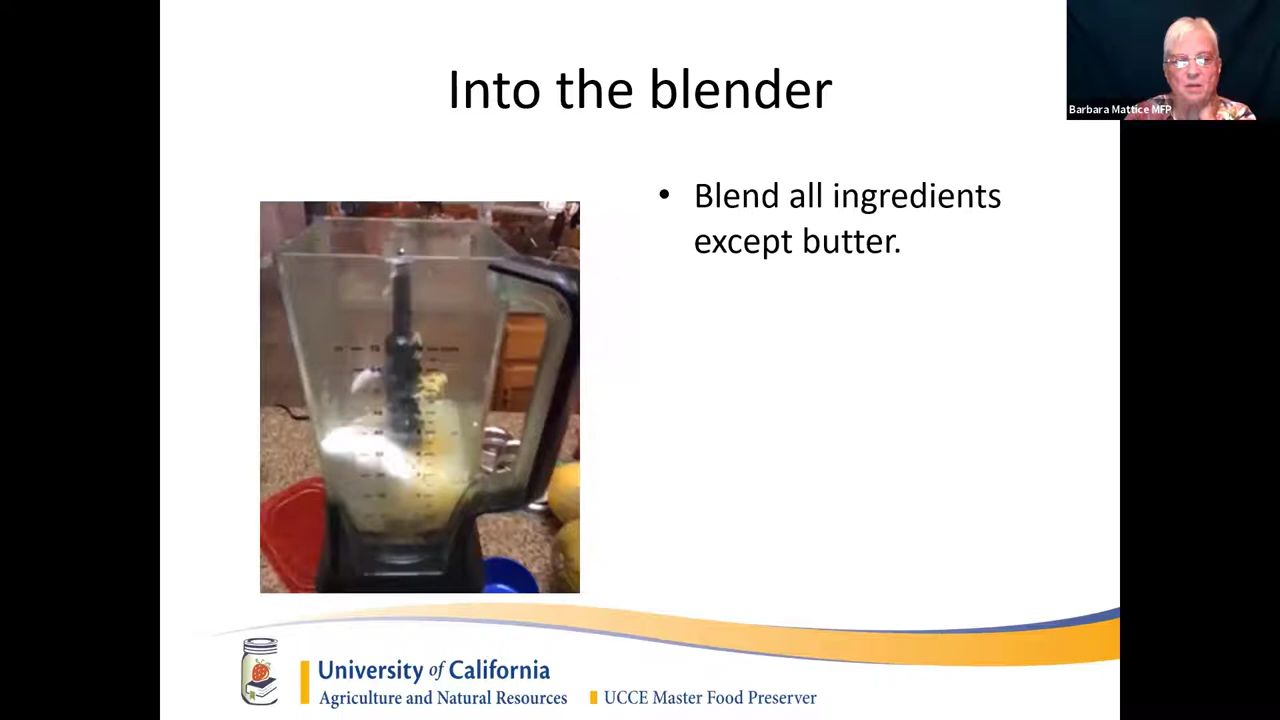 Into the blender
Barbara Mattice MFP
• Blend all ingredients
except butter.
University of California
Agriculture and Natural Resources
UCCE Master Food Preserver